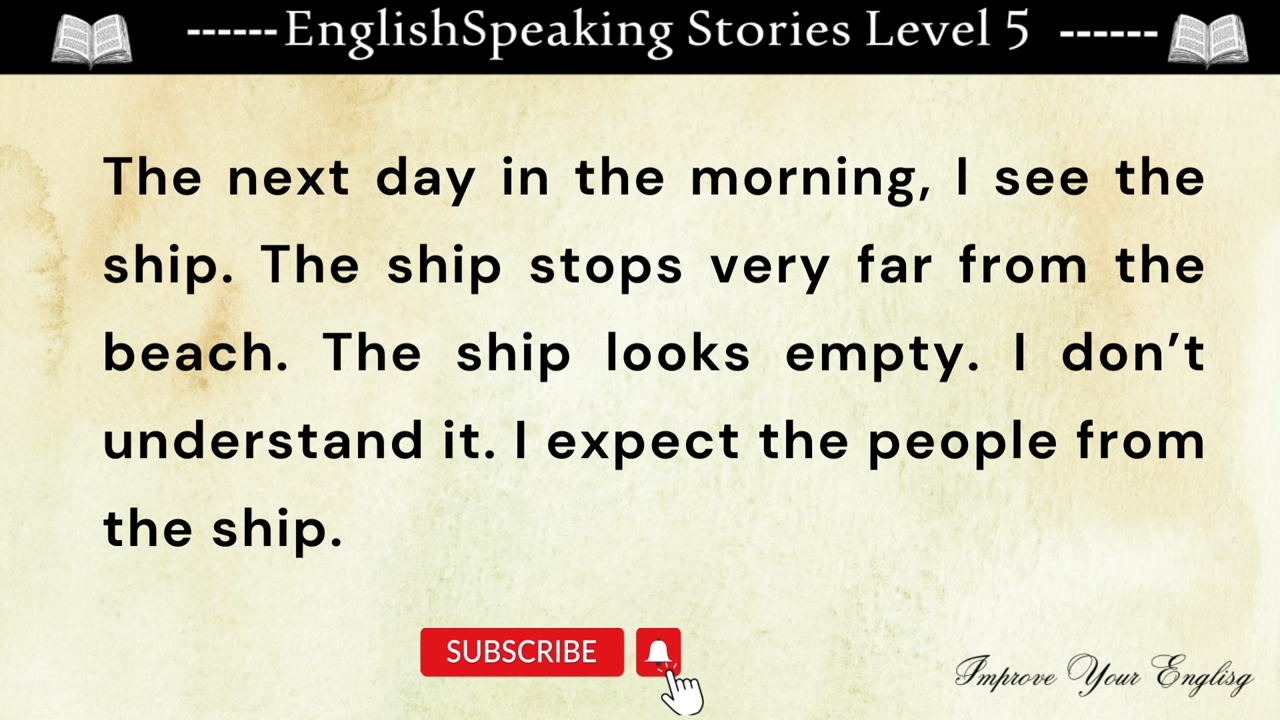 ------EnglishSpeaking Stories Level 5 ------
The next day in the morning, I see the
ship. The ship stops very far from the
beach. The ship looks empty. I don’t
understand it. I expect the people from
the ship.
SUBSCRIBE
Improve Your Englisg